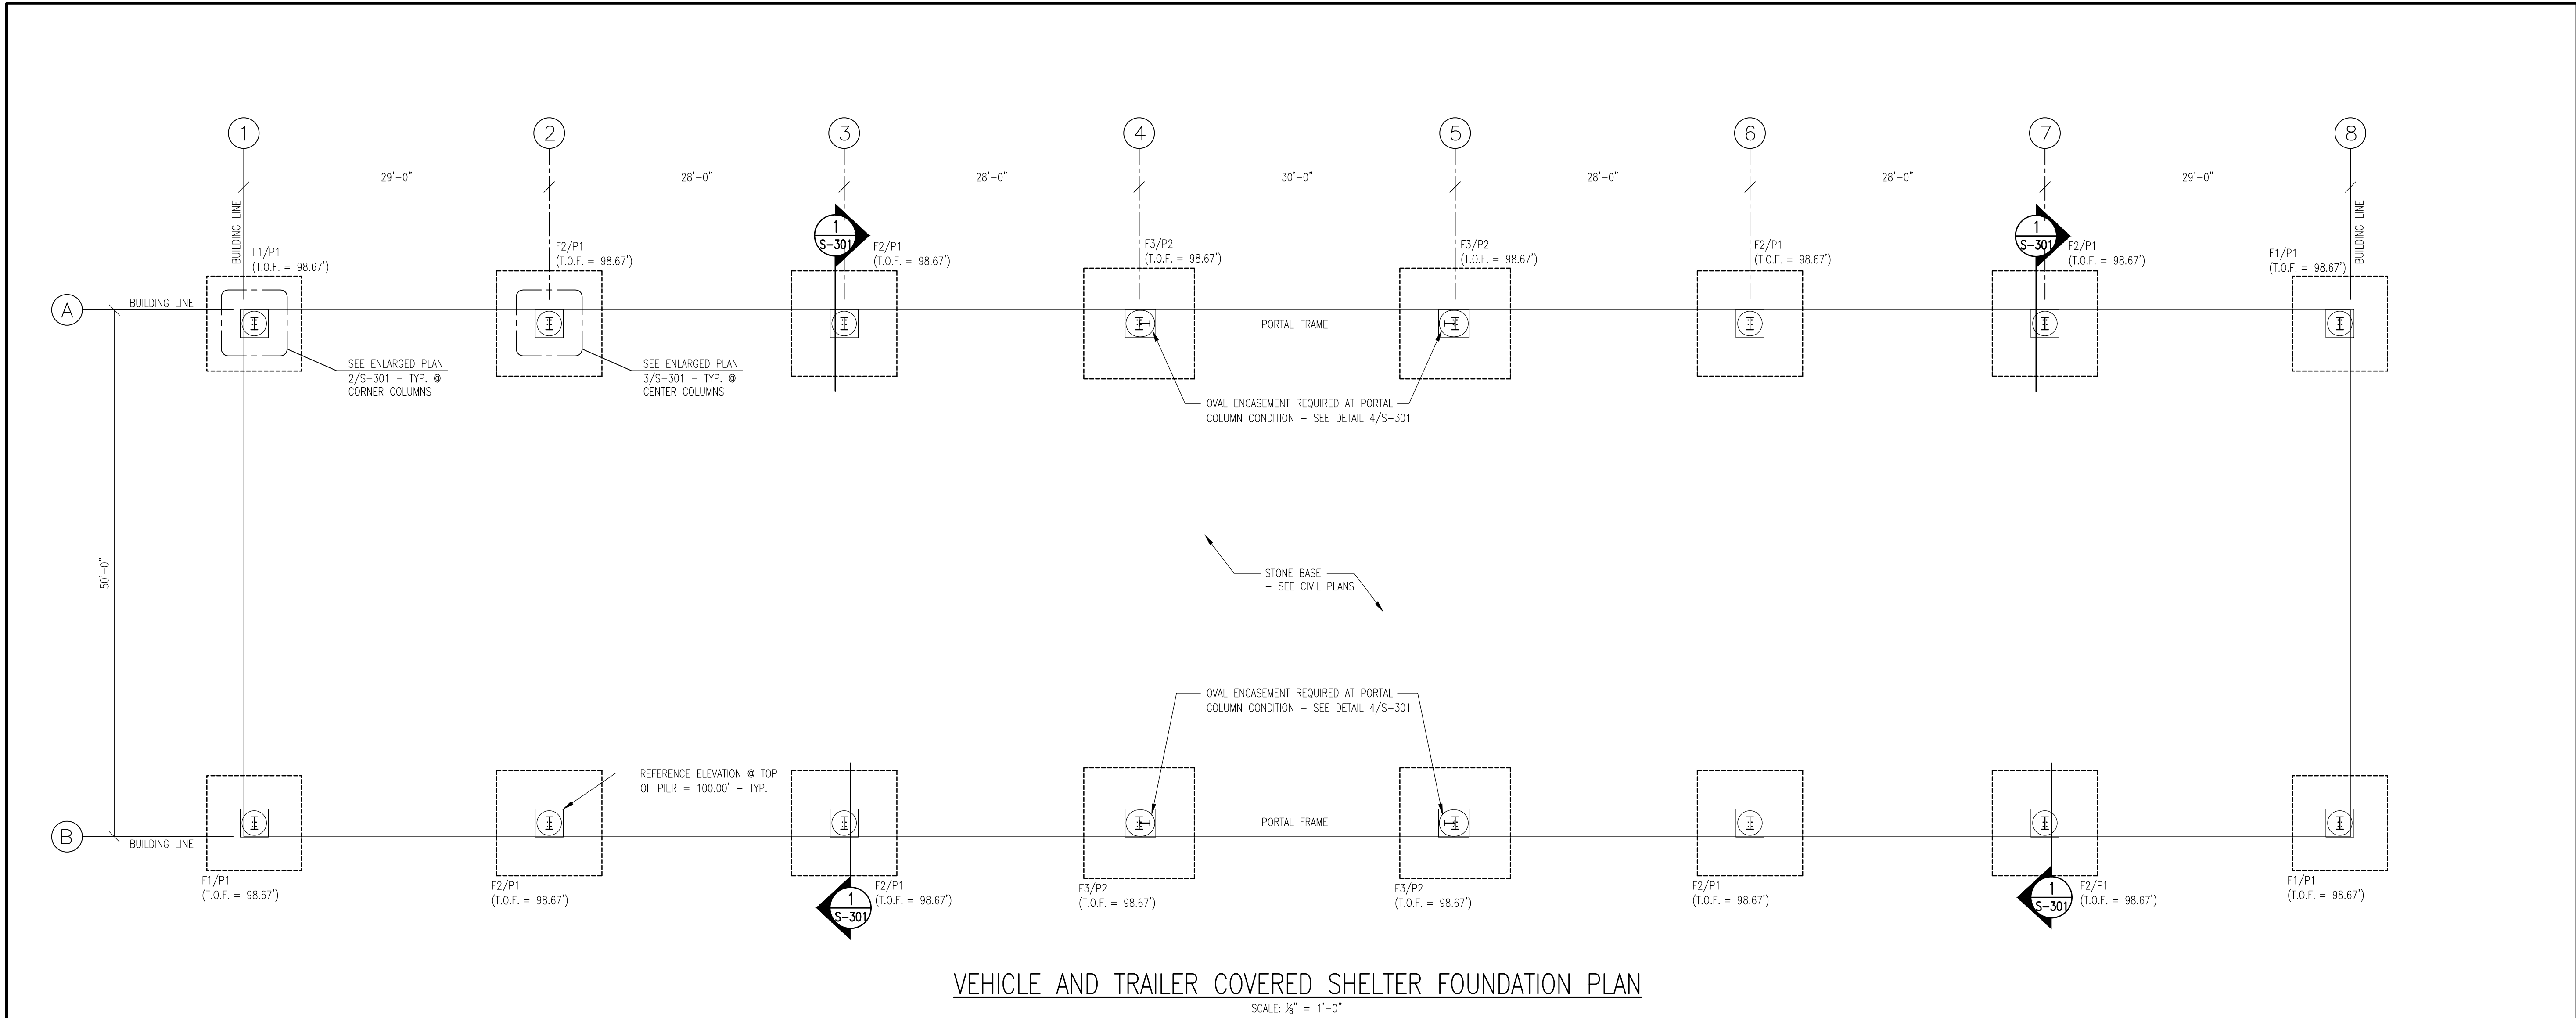 1 2 3 4 5 6 7 8
29'-0" 28'-0" 28'-0" 30'-0" 28'-0" 28'-0" 29'-0"
BUILDING LINE
BUILDING LINE
1
S-301
1
S-301
F1/P1
(T.O.F. = 98.67')
F2/P1
(T.O.F. = 98.67')
F2/P1
(T.O.F. = 98.67')
F3/P2
(T.O.F. = 98.67')
F3/P2
(T.O.F. = 98.67')
F2/P1
(T.O.F. = 98.67')
F2/P1
(T.O.F. = 98.67')
F1/P1
(T.O.F. = 98.67')
A
BUILDING LINE
PORTAL FRAME
SEE ENLARGED PLAN
2/S-301 - TYP. @
CORNER COLUMNS
SEE ENLARGED PLAN
3/S-301 - TYP. @
CENTER COLUMNS
OVAL ENCASEMENT REQUIRED AT PORTAL
COLUMN CONDITION - SEE DETAIL 4/S-301
50'-0"
STONE BASE
- SEE CIVIL PLANS
OVAL ENCASEMENT REQUIRED AT PORTAL
COLUMN CONDITION - SEE DETAIL 4/S-301
REFERENCE ELEVATION @ TOP
OF PIER = 100.00' - TYP.
PORTAL FRAME
B
BUILDING LINE
F1/P1
(T.O.F. = 98.67')
F2/P1
(T.O.F. = 98.67')
1
S-301
F2/P1
(T.O.F. = 98.67')
F3/P2
(T.O.F. = 98.67')
F3/P2
(T.O.F. = 98.67')
F2/P1
(T.O.F. = 98.67')
1
S-301
F2/P1
(T.O.F. = 98.67')
F1/P1
(T.O.F. = 98.67')
VEHICLE AND TRAILER COVERED SHELTER FOUNDATION PLAN
SCALE: ⅛" = 1'-0"